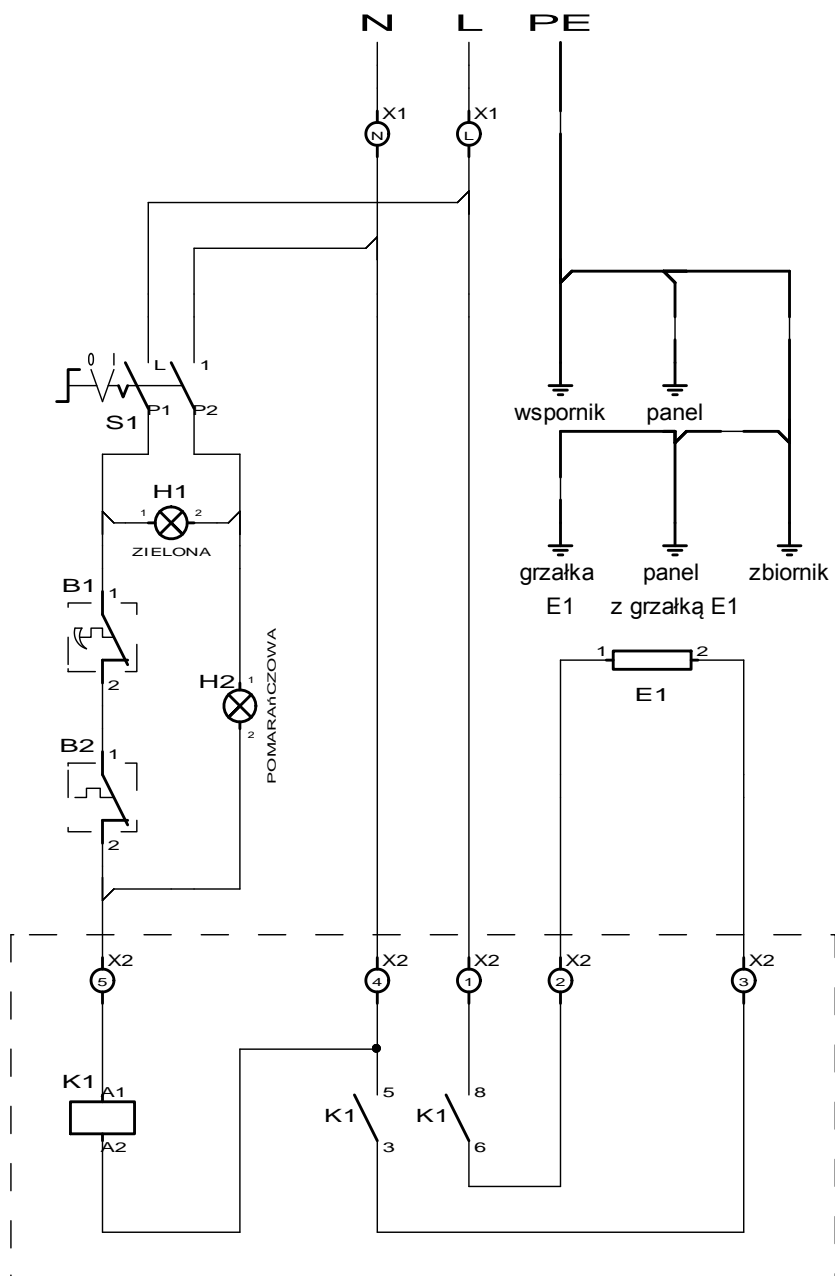 N L PE
X1 X1
N L
0 I L 1
S1 P1 P2
wspornik panel
H1
1 2
ZIELONA
grzałka panel zbiornik
E1 z grzałką E1
B1 1
2
H2 1
2
POMARAńCZOWA
1 2
E1
B2 1
2
X2 X2 X2 X2 X2
5 4 1 2 3
K1 A1
A2
K1 5
3
K1 8
6